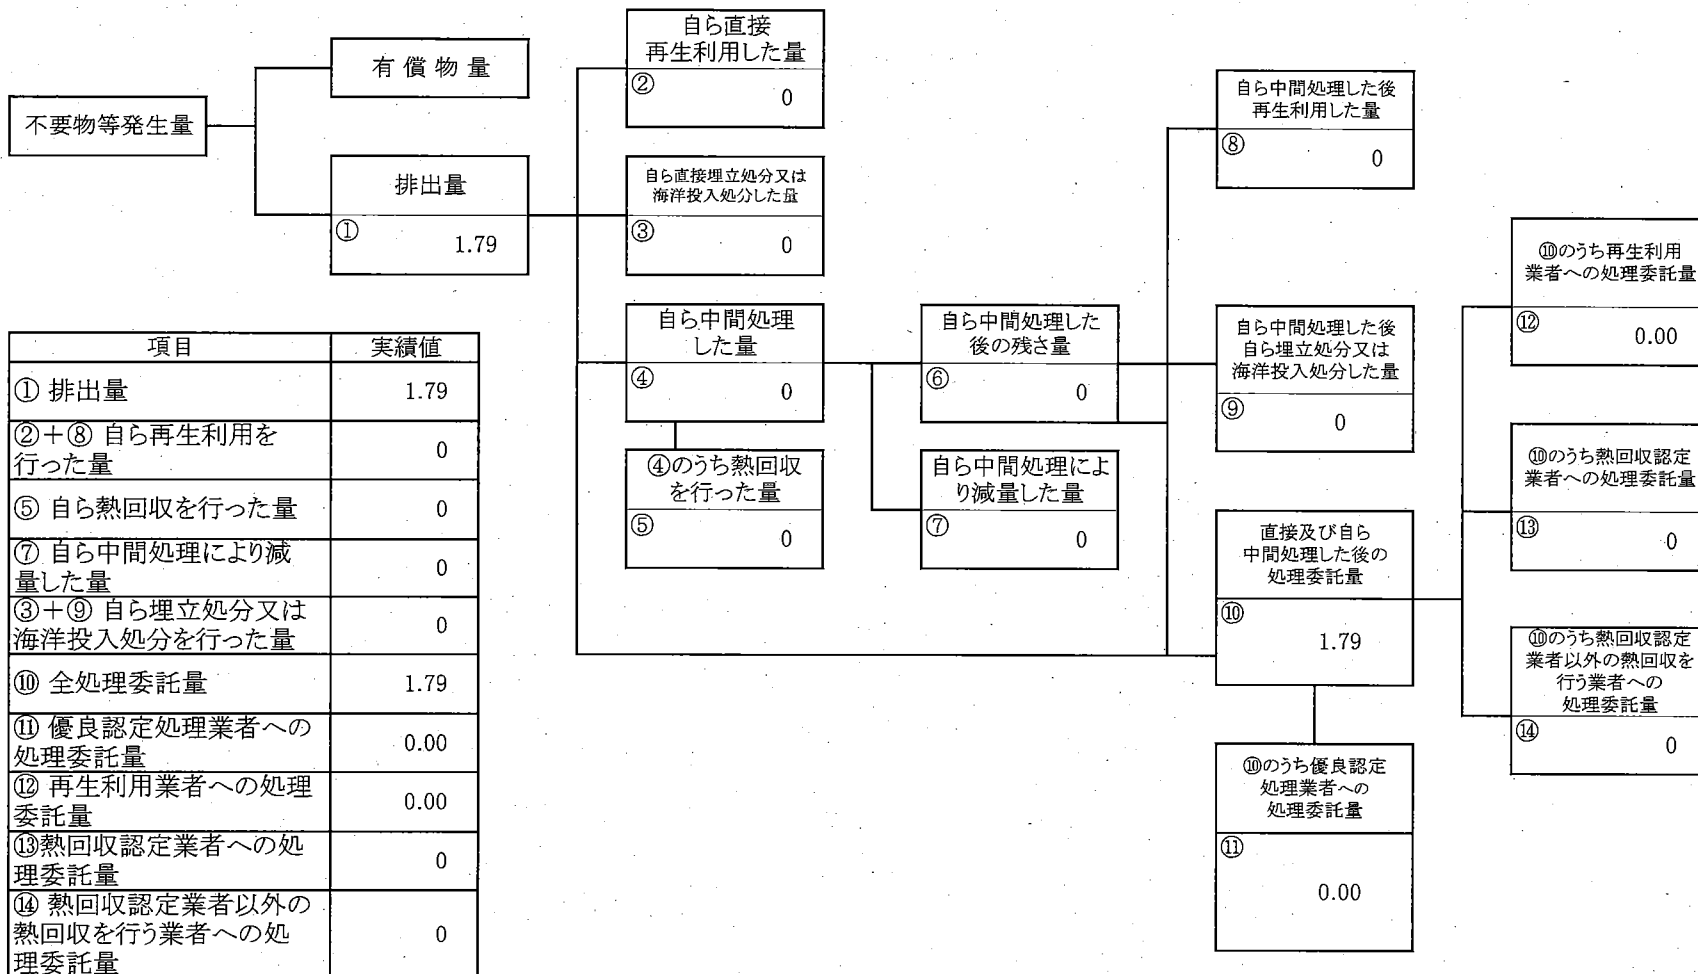 不要物等発生量
有償物量
排出量
①
1.79
自ら直接
再生利用した量
②
0
自ら直接埋立処分又は
海洋投入処分した量
③
0
自ら中間処理
した量
④
0
④のうち熱回収
を行った量
⑤
0
自ら中間処理した
後の残さ量
⑥
0
自ら中間処理によ
り減量した量
⑦
0
自ら中間処理した後
再生利用した量
⑧
0
自ら中間処理した後
自ら埋立処分又は
海洋投入処分した量
⑨
0
直接及び自ら
中間処理した後の
処理委託量
⑩
1.79
⑩のうち優良認定
処理業者への
処理委託量
⑪
0.00
⑩のうち再生利用
業者への処理委託量
⑫
0.00
⑩のうち熱回収認定
業者への処理委託量
⑬
0
⑩のうち熱回収認定
業者以外の熱回収を
行う業者への
処理委託量
⑭
0
項目 実績値
① 排出量 1.79
②+⑧ 自ら再生利用を
行った量 0
⑤ 自ら熱回収を行った量 0
⑦ 自ら中間処理により減
量した量 0
③+⑨ 自ら埋立処分又は
海洋投入処分を行った量 0
⑩ 全処理委託量 1.79
⑪ 優良認定処理業者への
処理委託量 0.00
⑫ 再生利用業者への処理
委託量 0.00
⑬熱回収認定業者への処
理委託量 0
⑭ 熱回収認定業者以外の
熱回収を行う業者への処
理委託量 0